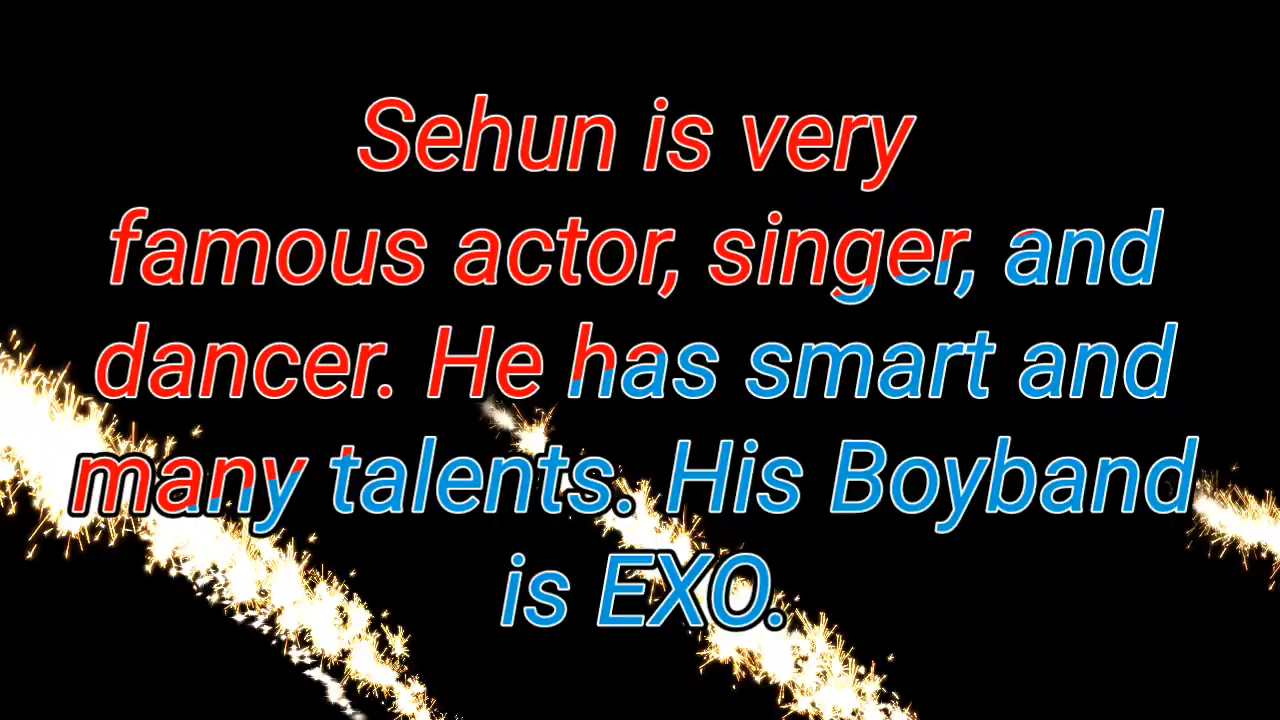 Sehun is very
famous actor, singer, and
dancer. He has smart and
many talents. His Boyband
is EXO.